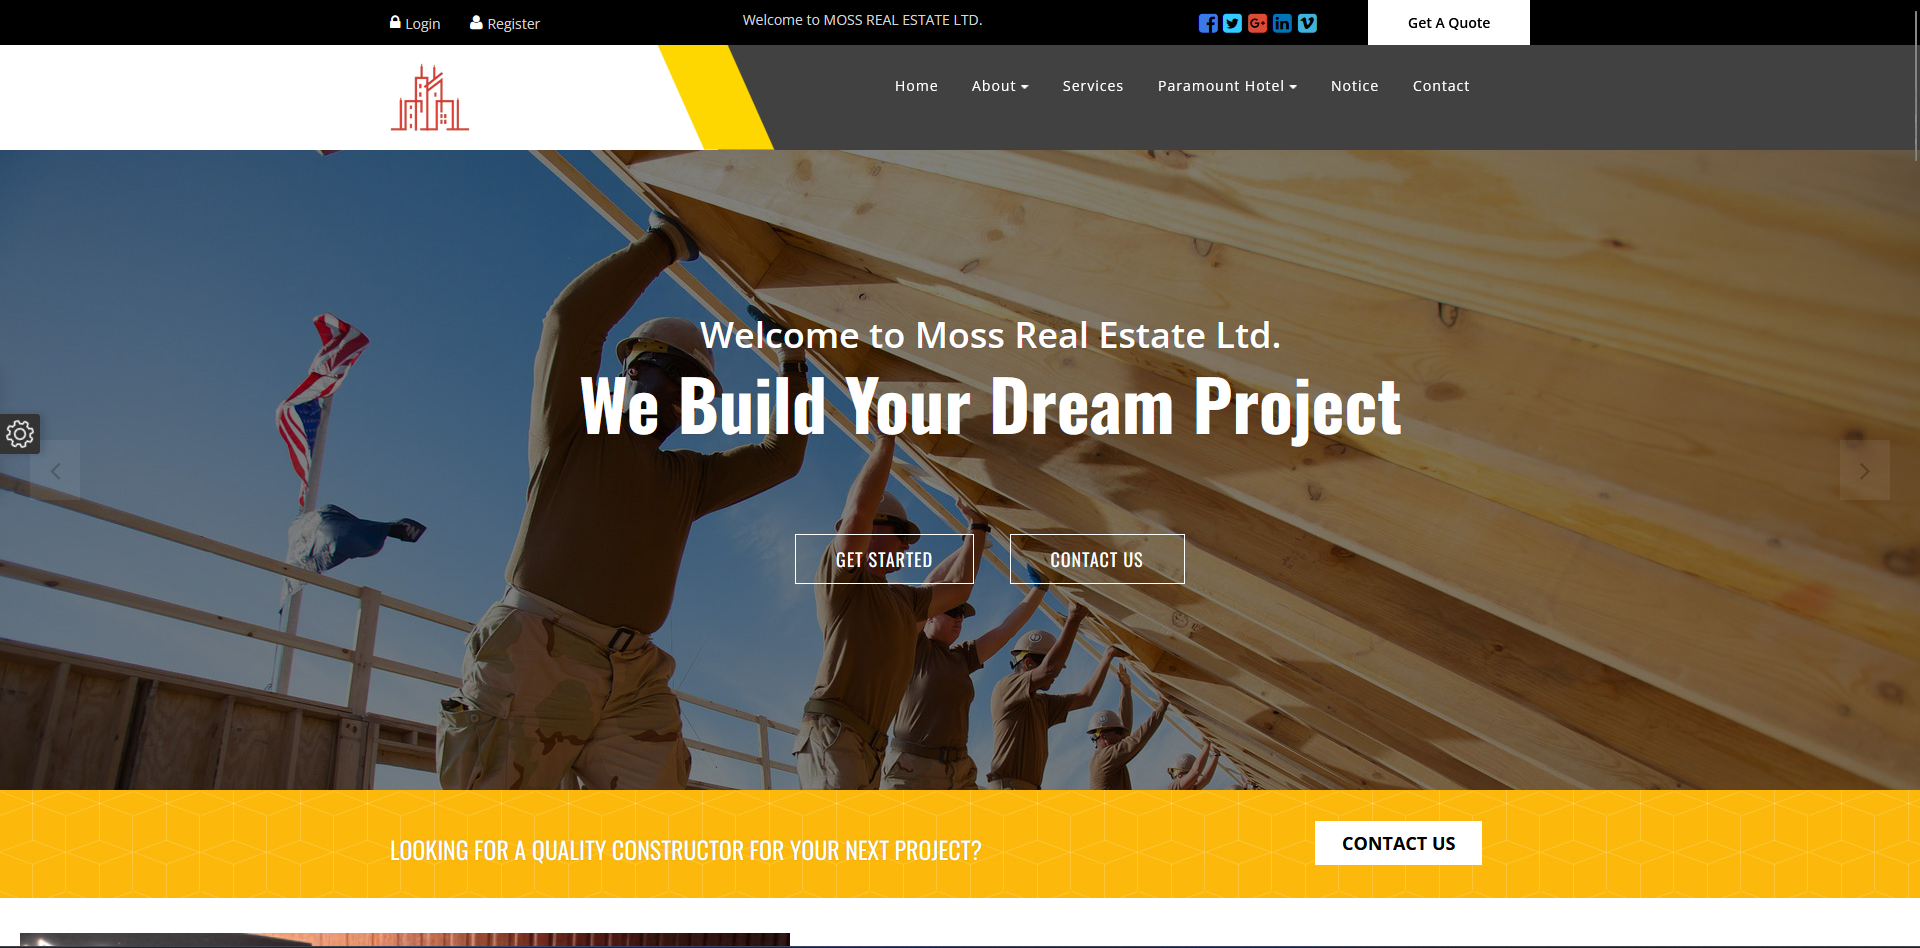 Login
Register
Welcome to MOSS REAL ESTATE LTD.
Get A Quote
Home
About
Services
Paramount Hotel
Notice
Contact
Welcome to Moss Real Estate Ltd.
We Build Your Dream Project
GET STARTED
CONTACT US
LOOKING FOR A QUALITY CONSTRUCTOR FOR YOUR NEXT PROJECT?
CONTACT US